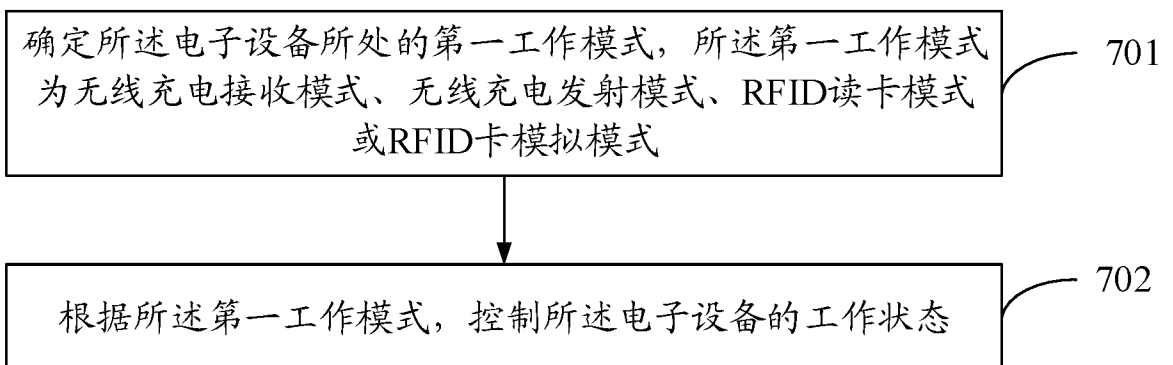 确定所述电子设备所处的第一工作模式，所述第一工作模式
为无线充电接收模式、无线充电发射模式、RFID读卡模式
或RFID卡模拟模式
701
根据所述第一工作模式，控制所述电子设备的工作状态
702